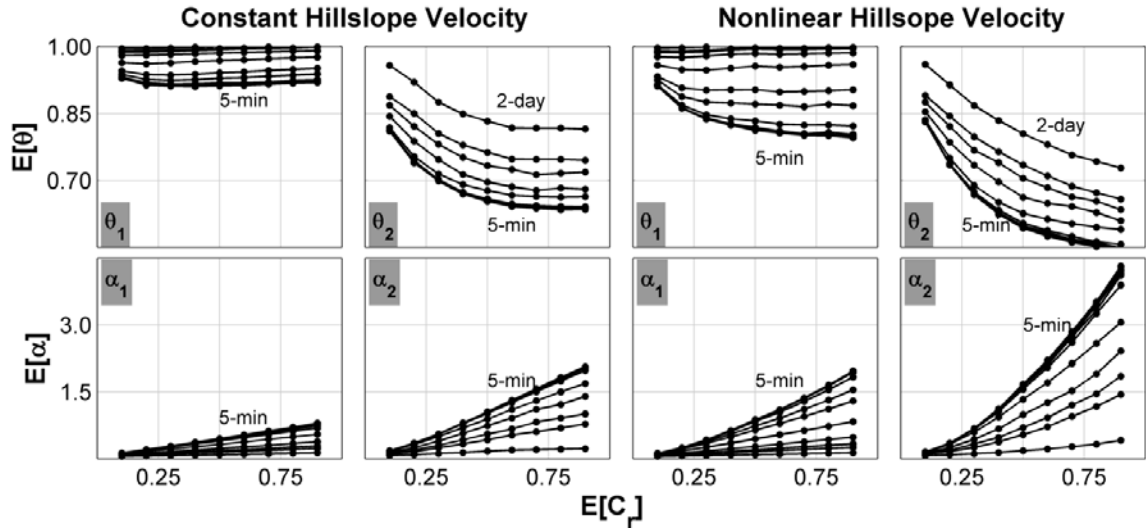 Constant Hillslope Velocity
Nonlinear Hillsope Velocity
E[θ]
1.00
0.85
0.70
5-min
θ1
2-day
5-min
θ2
5-min
θ1
2-day
5-min
θ2
E[α]
3.0
1.5
α1
5-min
α2
5-min
α1
5-min
α2
5-min
0.25 0.75 0.25 0.75 0.25 0.75 0.25 0.75
E[Cr]